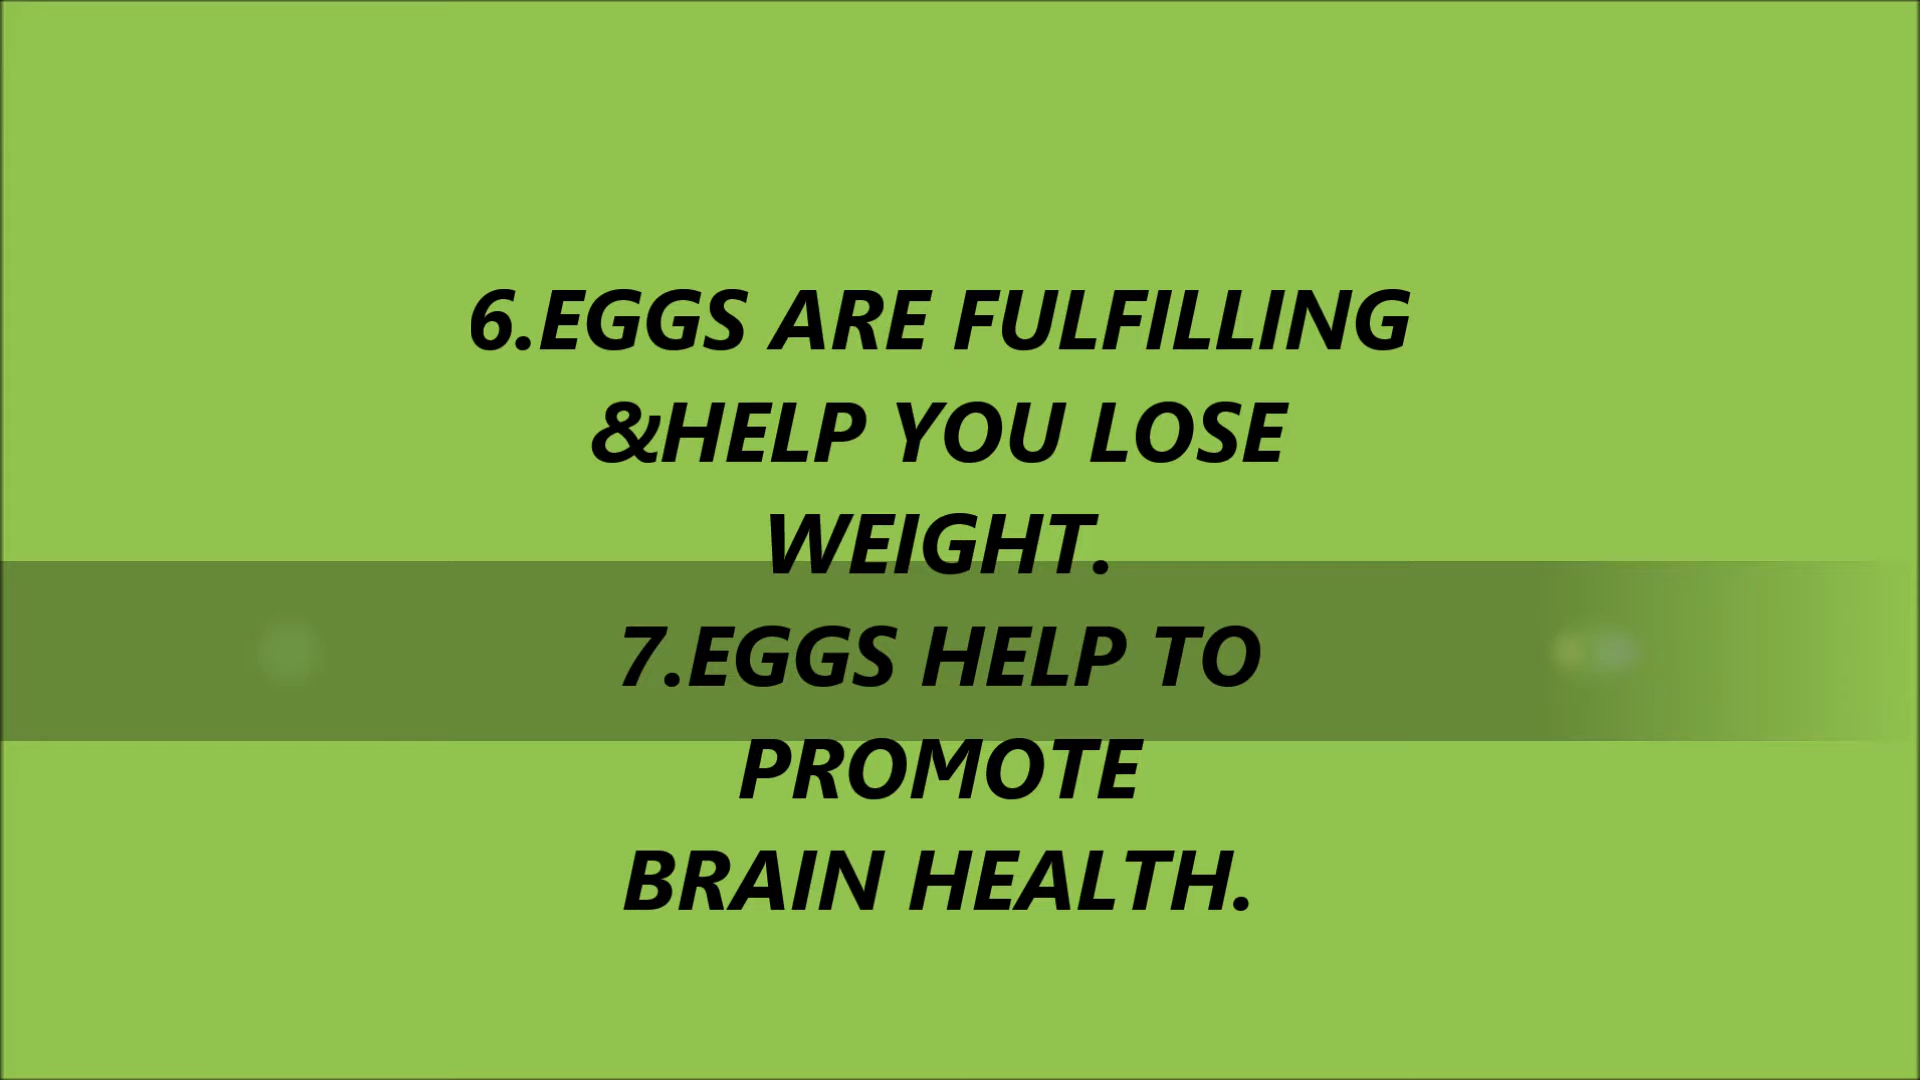 6.EGGS ARE FULFILLING
&HELP YOU LOSE
WEIGHT.
7.EGGS HELP TO
PROMOTE
BRAIN HEALTH.